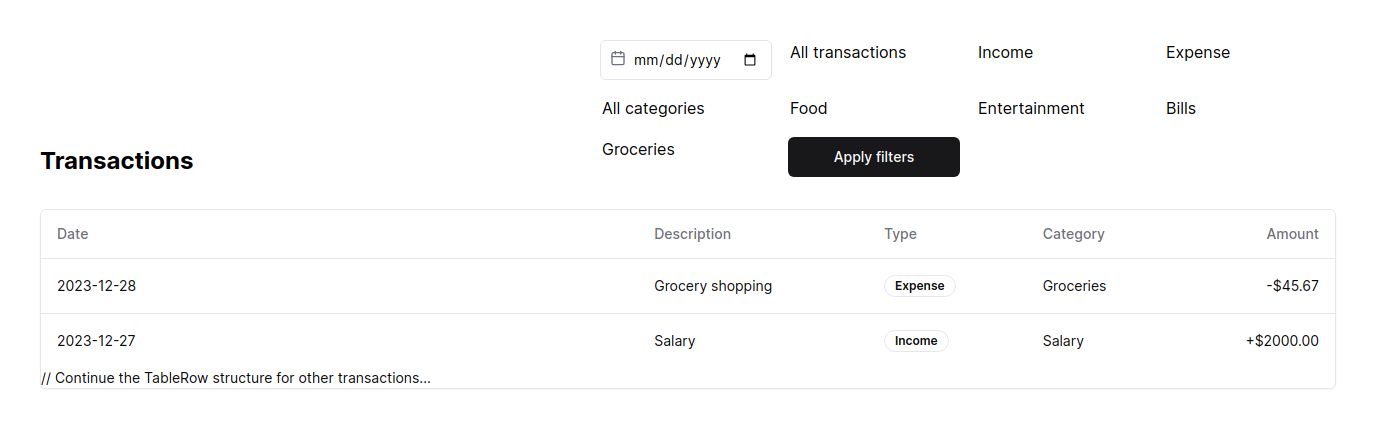 mm/dd/yyyy All transactions Income Expense
All categories Food Entertainment Bills
Groceries Apply filters
Transactions
Date Description Type Category Amount
2023-12-28 Grocery shopping Expense Groceries -$45.67
2023-12-27 Salary Income Salary +$2000.00
// Continue the TableRow structure for other transactions...